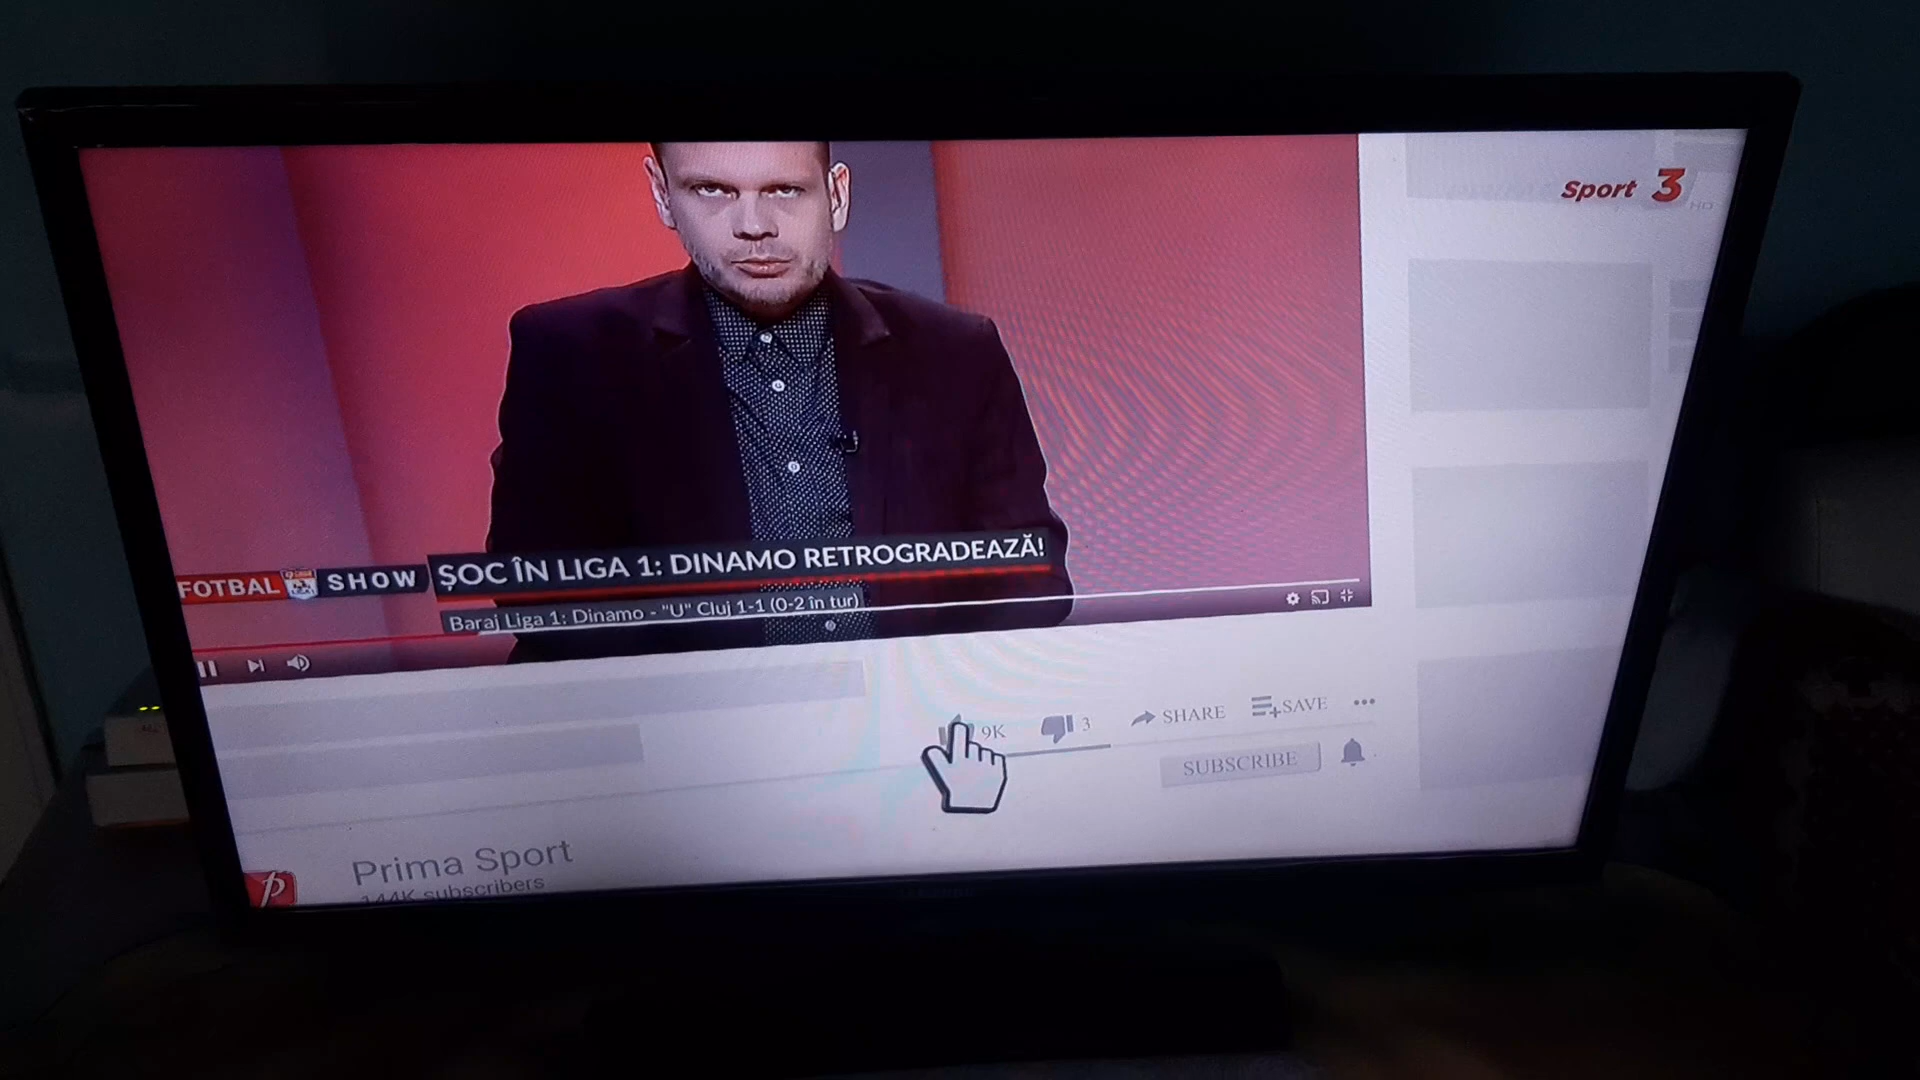 Sport 3
HD
FOTBAL SHOW
ȘOC ÎN LIGA 1: DINAMO RETROGRADEAZĂ!
Baraj Liga 1: Dinamo - "U" Cluj 1-1 (0-2 în tur)
9K
3
SHARE
SAVE
SUBSCRIBE
Prima Sport
144K subscribers